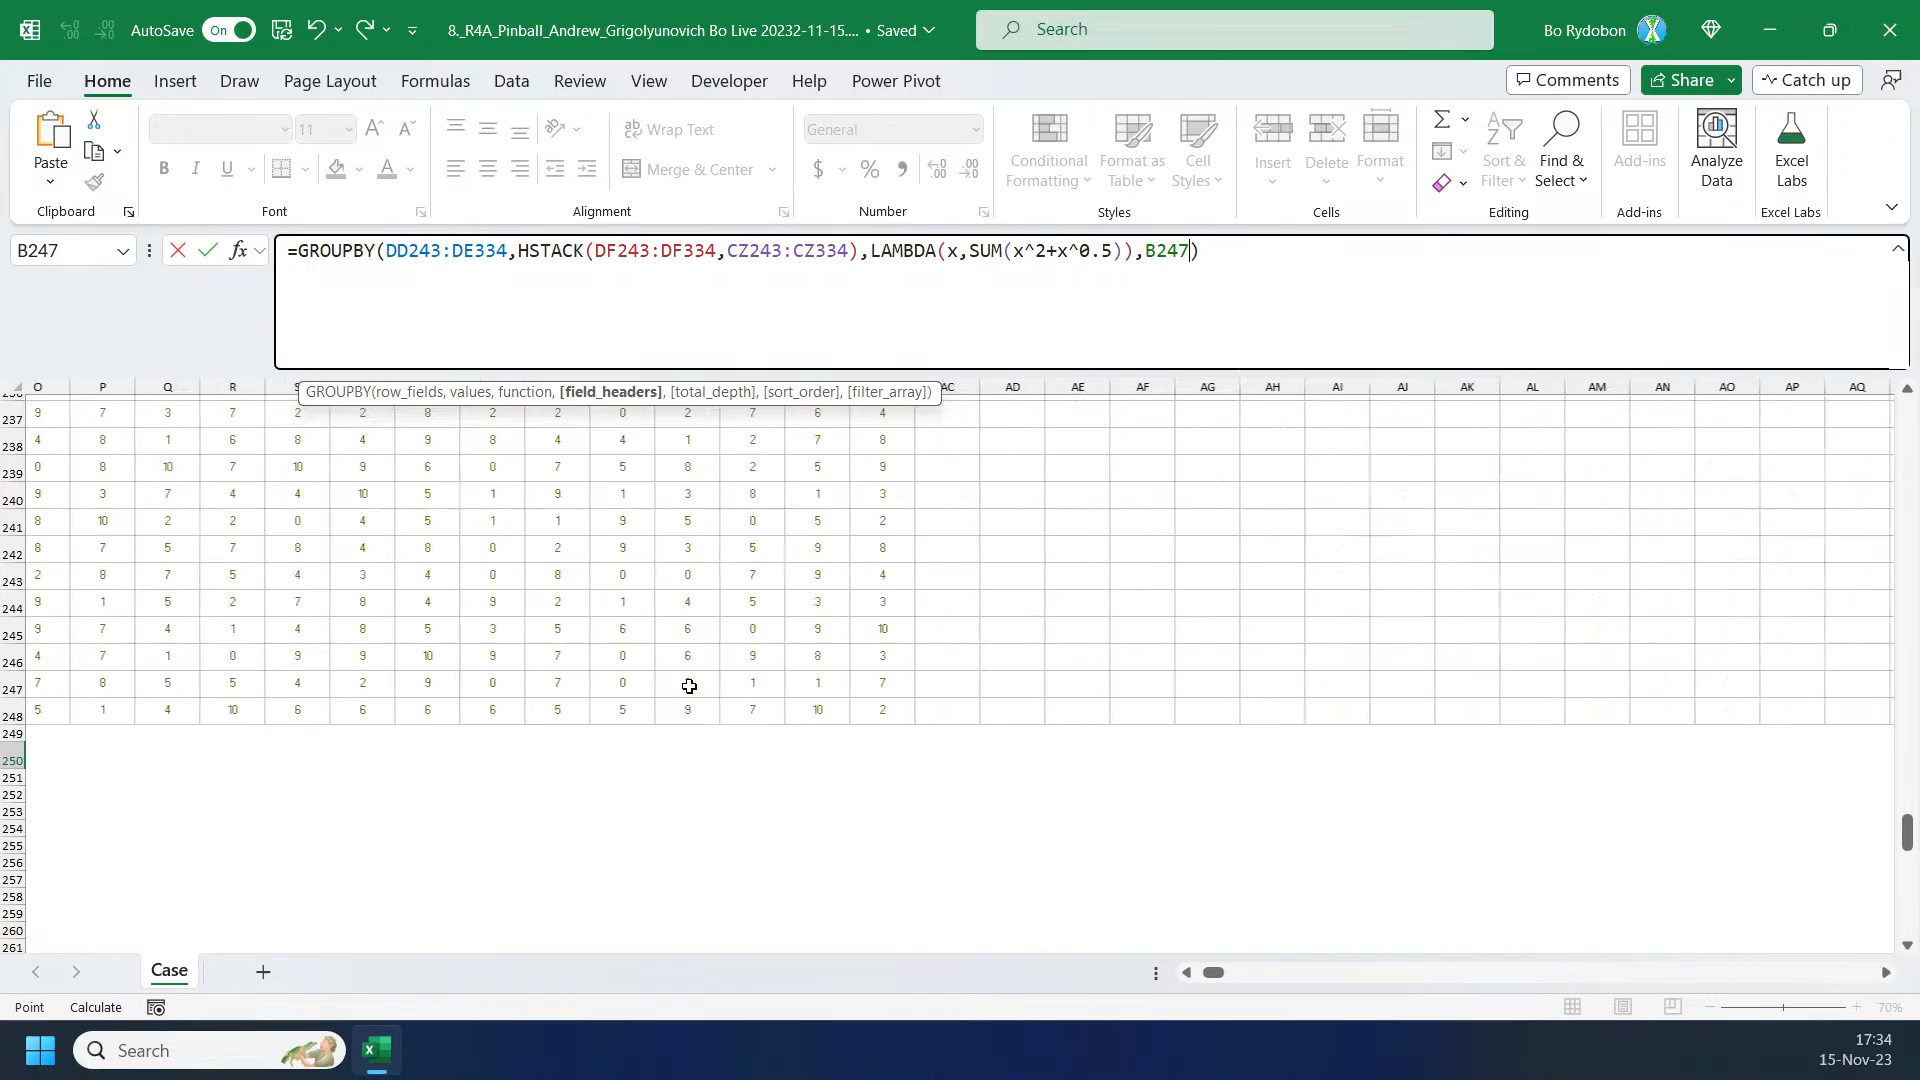 AutoSave On 8._R4A_Pinball_Andrew_Grigolyunovich Bo Live 20232-11-15.... • Saved Search Bo Rydobon
File Home Insert Draw Page Layout Formulas Data Review View Developer Help Power Pivot Comments Share Catch up
Paste 11 Wrap Text General Conditional Formatting Format as Table Cell Styles Insert Delete Format Sort & Filter Find & Select Add-ins Analyze Data Excel Labs
B I U Merge & Center $ %
Clipboard Font Alignment Number Styles Cells Editing Add-ins Excel Labs
B247 fx =GROUPBY(DD243:DE334,HSTACK(DF243:DF334,CZ243:CZ334),LAMBDA(x,SUM(x^2+x^0.5)),B247)
GROUPBY(row_fields, values, function, [field_headers], [total_depth], [sort_order], [filter_array])
O P Q R AC AD AE AF AG AH AI AJ AK AL AM AN AO AP AQ
237 9 7 3 7 2 2 8 2 2 0 2 7 6 4
238 4 8 1 6 8 4 9 8 4 4 1 2 7 8
239 0 8 10 7 10 9 6 0 7 5 8 2 5 9
240 9 3 7 4 4 10 5 1 9 1 3 8 1 3
241 8 10 2 2 0 4 5 1 1 9 5 0 5 2
242 8 7 5 7 8 4 8 0 2 9 3 5 9 8
243 2 8 7 5 4 3 4 0 8 0 0 7 9 4
244 9 1 5 2 7 8 4 9 2 1 4 5 3 3
245 9 7 4 1 4 8 5 3 5 6 6 0 9 10
246 4 7 1 0 9 9 10 9 7 0 6 9 8 3
247 7 8 5 5 4 2 9 0 7 0 1 1 7
248 5 1 4 10 6 6 6 6 5 5 9 7 10 2
249
250
251
252
253
254
255
256
257
258
259
260
261
Case
Point Calculate 70%
Search 17:34
15-Nov-23